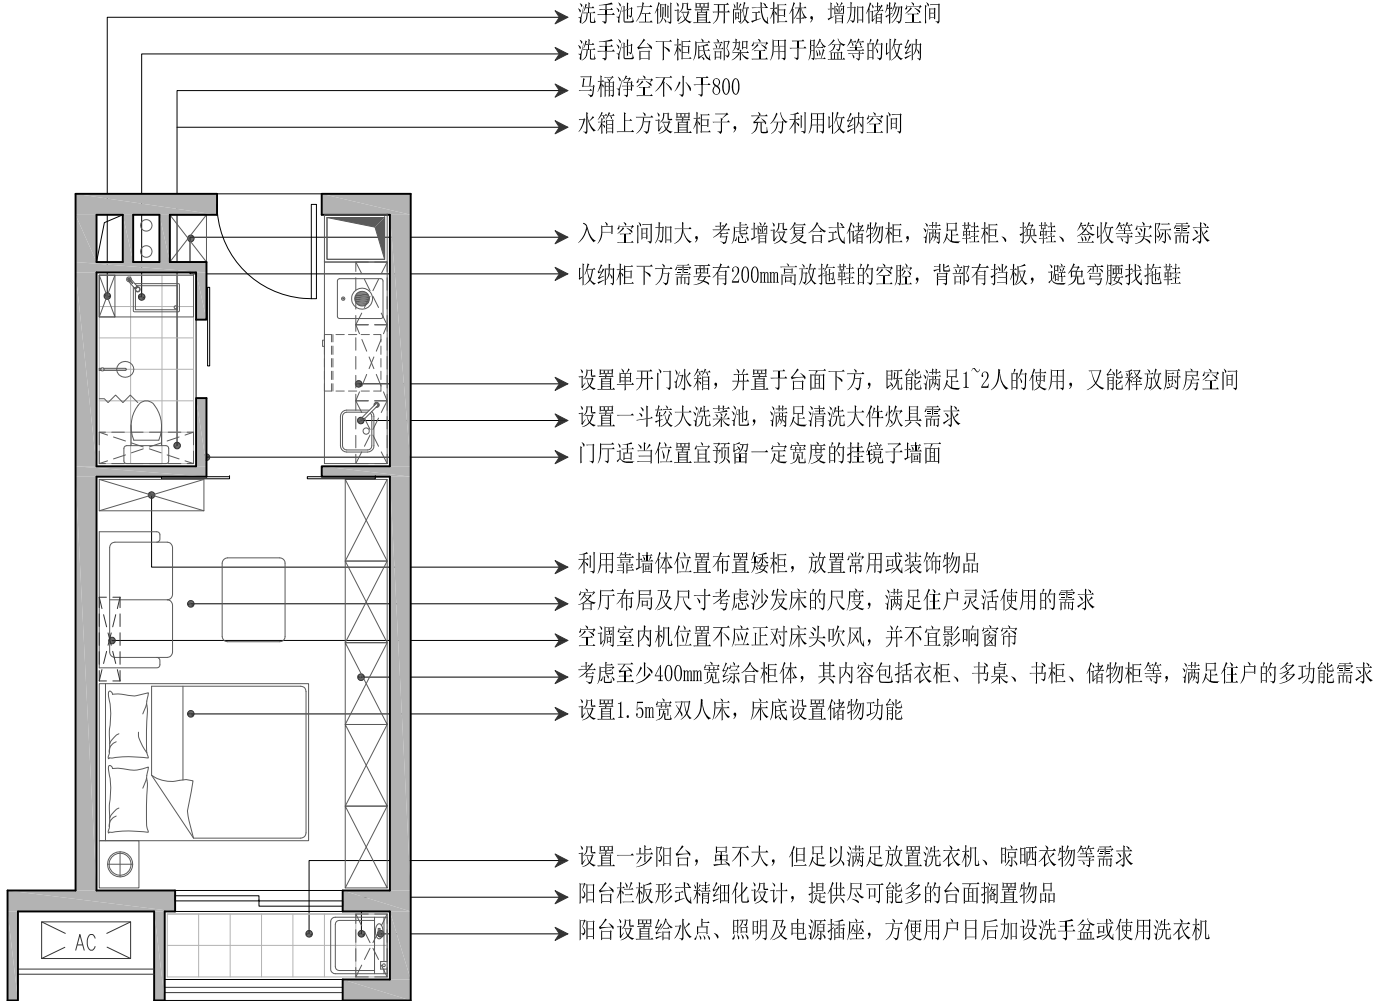 洗手池左侧设置开敞式柜体，增加储物空间
洗手池台下柜底部架空用于脸盆等的收纳
马桶净空不小于800
水箱上方设置柜子，充分利用收纳空间
入户空间加大，考虑增设复合式储物柜，满足鞋柜、换鞋、签收等实际需求
收纳柜下方需要有200mm高放拖鞋的空腔，背部有挡板，避免弯腰找拖鞋
设置单开门冰箱，并置于台面下方，既能满足1~2人的使用，又能释放厨房空间
设置一斗较大洗菜池，满足清洗大件炊具需求
门厅适当位置宜预留一定宽度的挂镜子墙面
利用靠墙体位置布置矮柜，放置常用或装饰物品
客厅布局及尺寸考虑沙发床的尺度，满足住户灵活使用的需求
空调室内机位置不应正对床头吹风，并不宜影响窗帘
考虑至少400mm宽综合柜体，其内容包括衣柜、书桌、书柜、储物柜等，满足住户的多功能需求
设置1.5m宽双人床，床底设置储物功能
设置一步阳台，虽不大，但足以满足放置洗衣机、晾晒衣物等需求
阳台栏板形式精细化设计，提供尽可能多的台面搁置物品
阳台设置给水点、照明及电源插座，方便用户日后加设洗手盆或使用洗衣机
AC